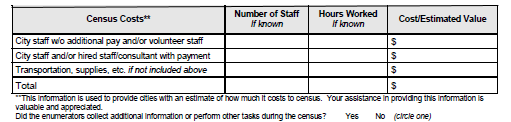 Census Costs** Number of Staff if known Hours Worked if known Cost/Estimated Value
City staff w/o additional pay and/or volunteer staff $
City staff and/or hired staff/consultant with payment $
Transportation, supplies, etc. if not included above $
Total $
**This information is used to provide cities with an estimate of how much it costs to census. Your assistance in providing this information is
valuable and appreciated.
Did the enumerators collect additional information or perform other tasks during the census? Yes No (circle one)